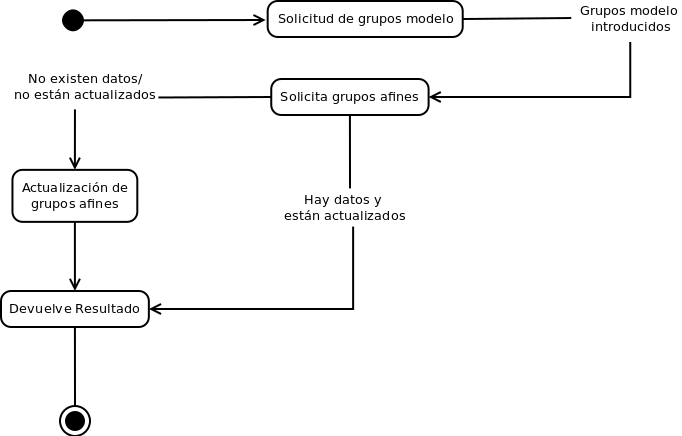 Solicitud de grupos modelo
Grupos modelo
introducidos
No existen datos/
no están actualizados
Solicita grupos afines
Actualización de
grupos afines
Hay datos y
están actualizados
Devuelve Resultado